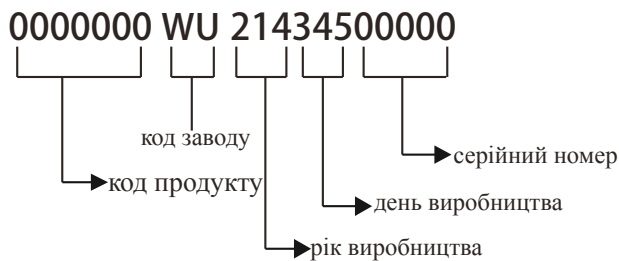 0000000 WU 21434500000
код заводу
серійний номер
код продукту
день виробництва
рік виробництва